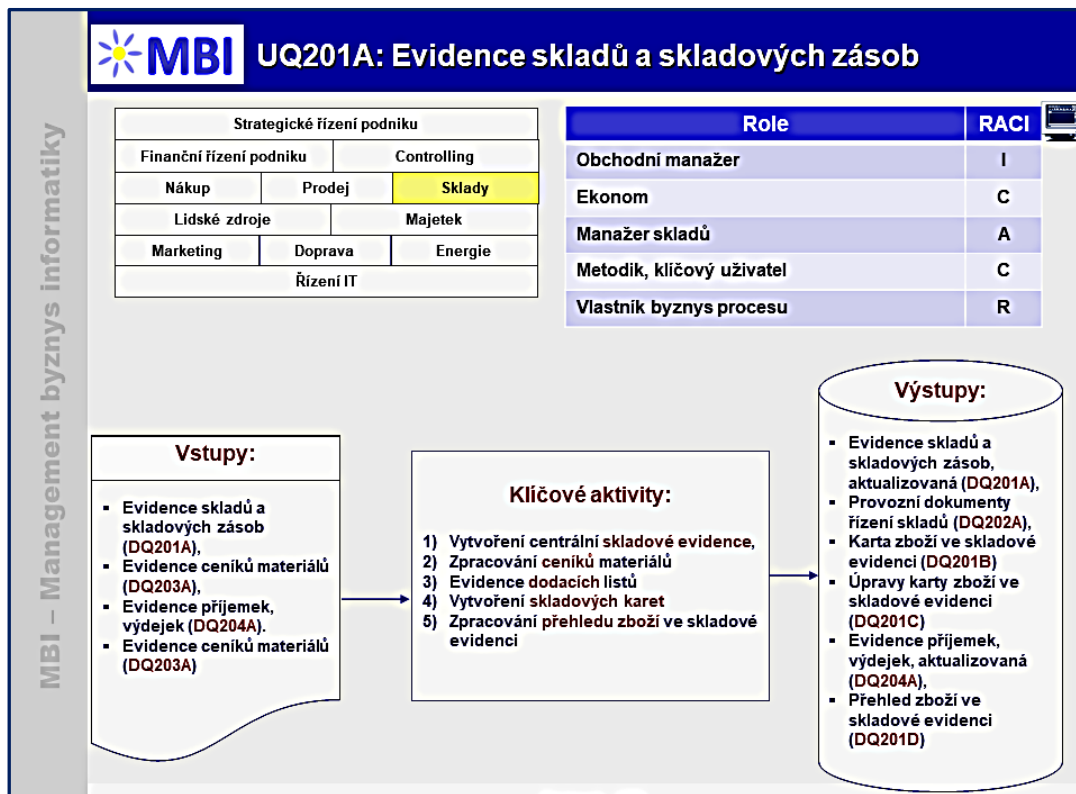 MBI
UQ201A: Evidence skladů a skladových zásob
MBI – Management byznys informatiky
Strategické řízení podniku
Finanční řízení podniku
Controlling
Nákup
Prodej
Sklady
Lidské zdroje
Majetek
Marketing
Doprava
Energie
Řízení IT
Role RACI
Obchodní manažer I
Ekonom C
Manažer skladů A
Metodik, klíčový uživatel C
Vlastník byznys procesu R
Vstupy:
▪ Evidence skladů a
skladových zásob
(DQ201A),
▪ Evidence ceníků materiálů
(DQ203A),
▪ Evidence příjemek,
výdejek (DQ204A).
▪ Evidence ceníků materiálů
(DQ203A)
Klíčové aktivity:
1) Vytvoření centrální skladové evidence,
2) Zpracování ceníků materiálů
3) Evidence dodacích listů
4) Vytvoření skladových karet
5) Zpracování přehledu zboží ve skladové
evidenci
Výstupy:
▪ Evidence skladů a
skladových zásob,
aktualizovaná (DQ201A),
▪ Provozní dokumenty
řízení skladů (DQ202A),
▪ Karta zboží ve skladové
evidenci (DQ201B)
▪ Úpravy karty zboží ve
skladové evidenci
(DQ201C)
▪ Evidence příjemek,
výdejek, aktualizovaná
(DQ204A),
▪ Přehled zboží ve
skladové evidenci
(DQ201D)